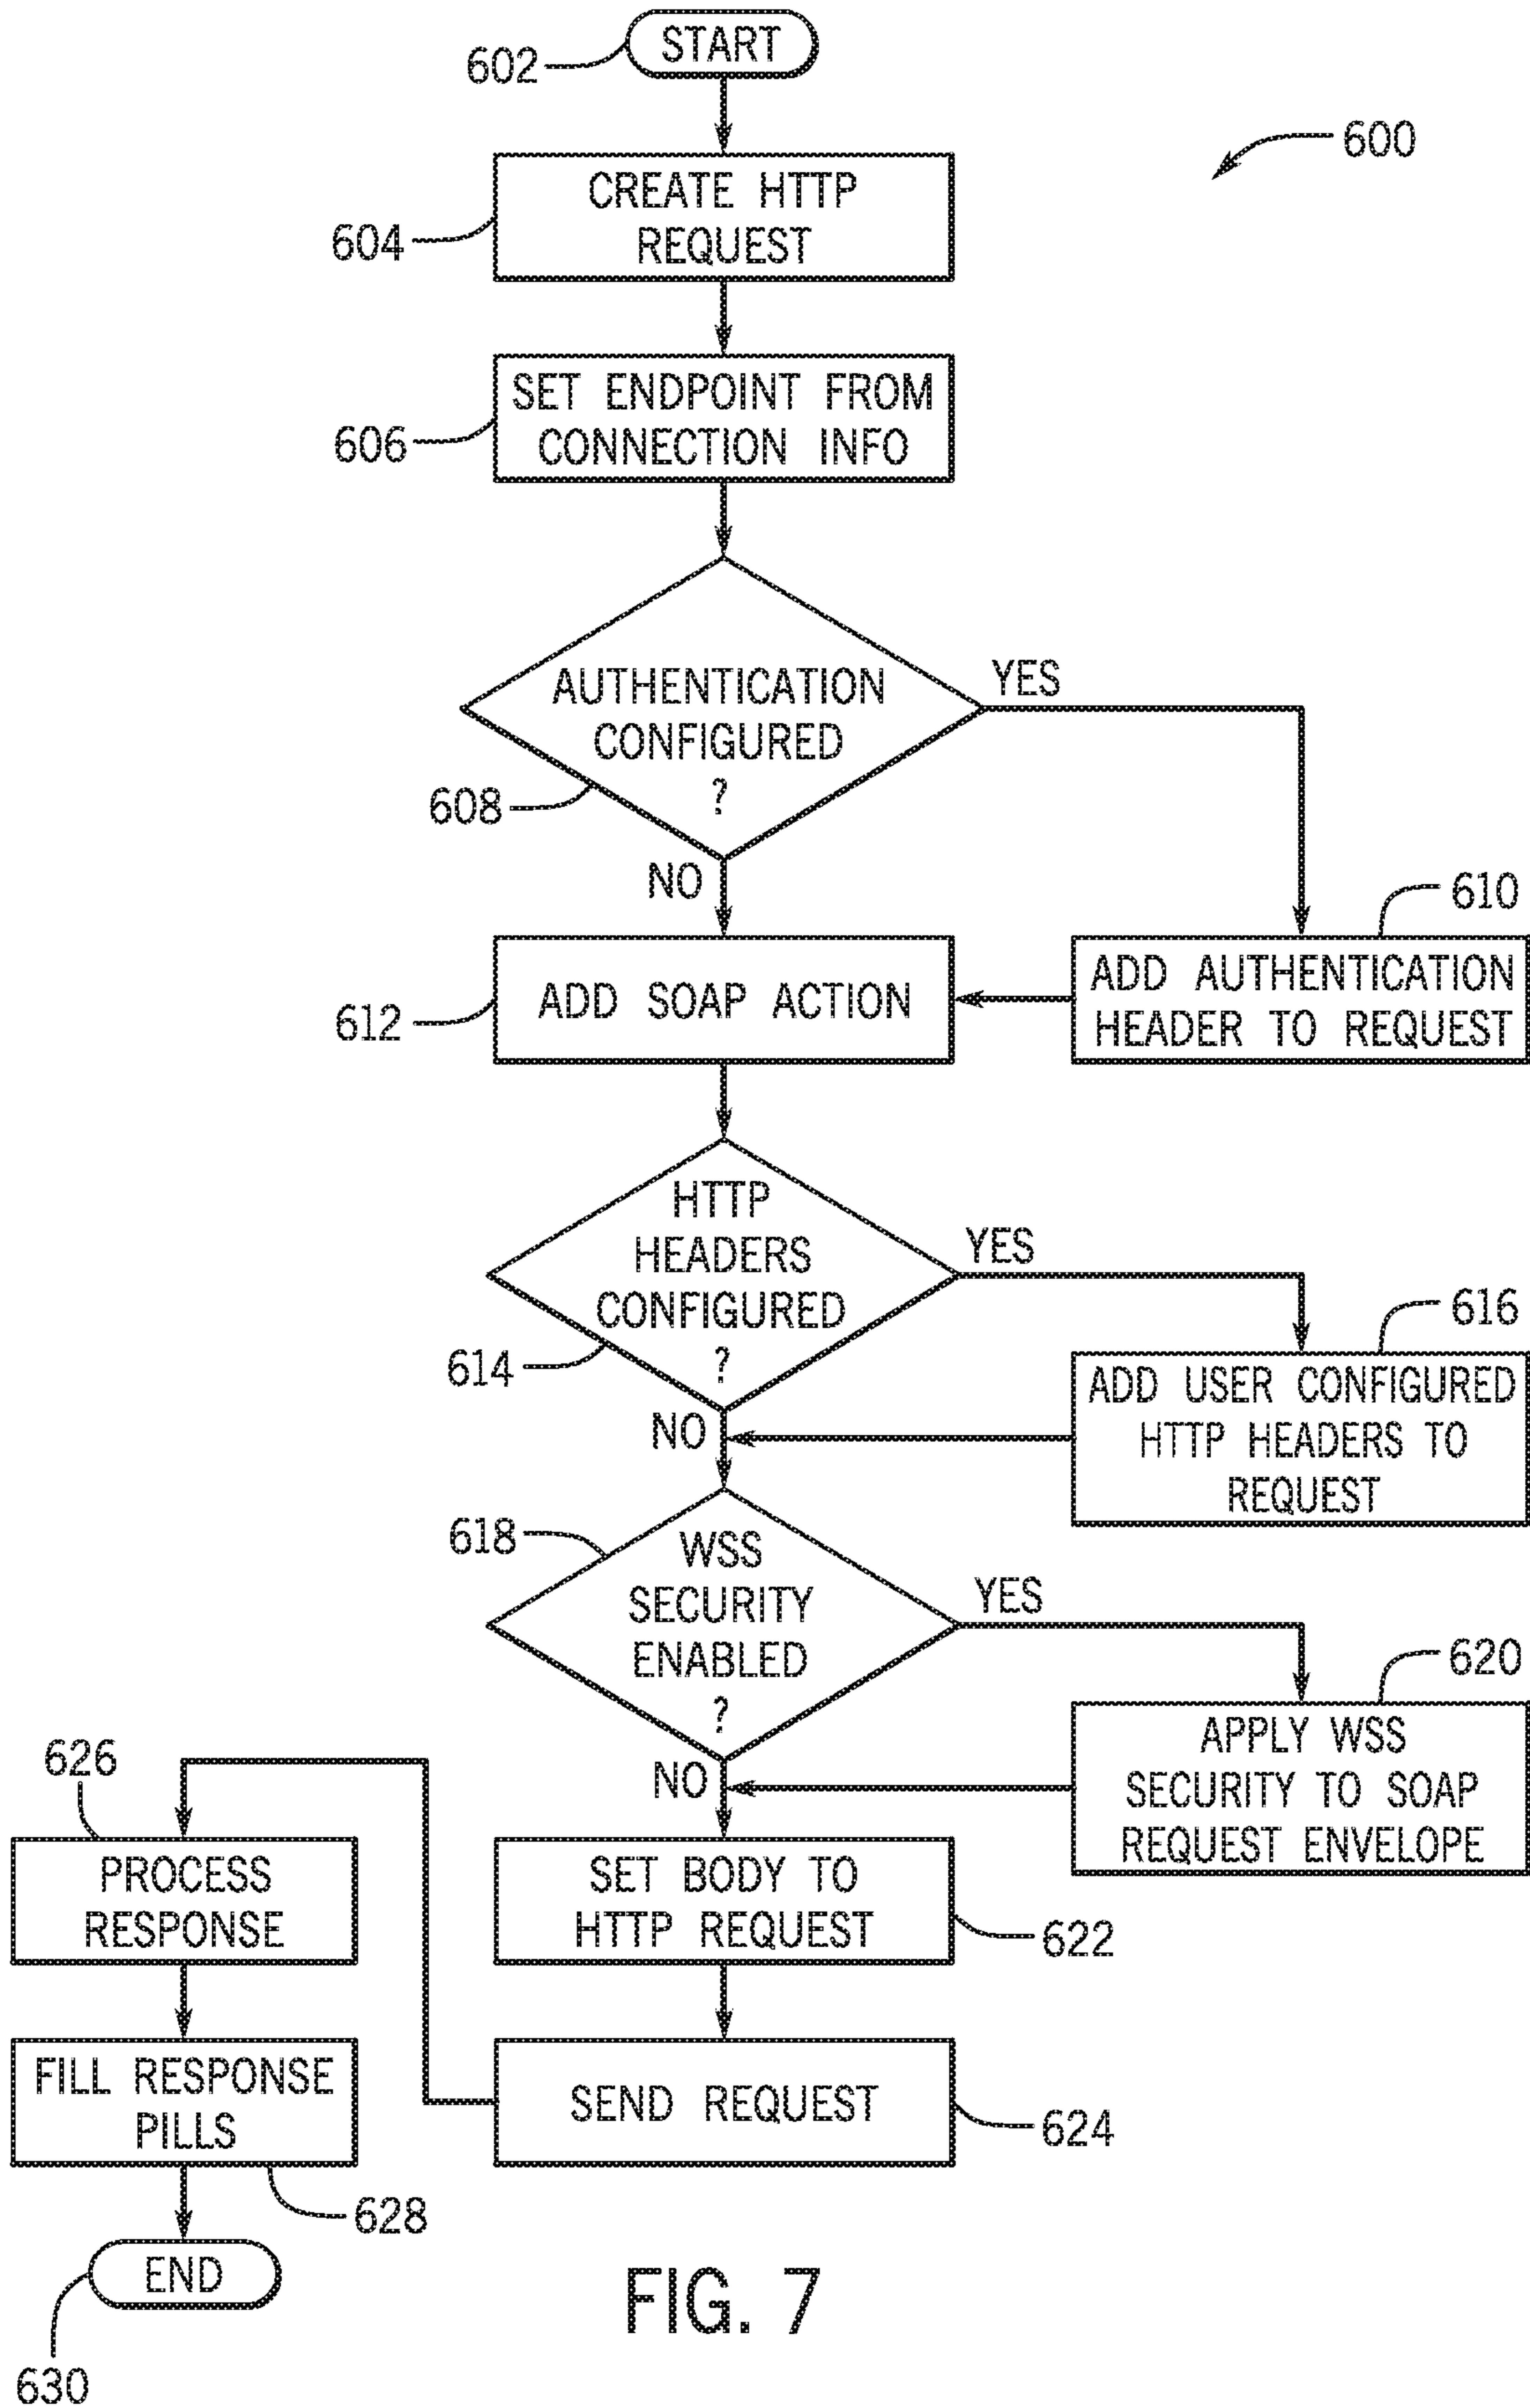 START
602
600
CREATE HTTP
REQUEST
604
SET ENDPOINT FROM
CONNECTION INFO
606
AUTHENTICATION
CONFIGURED
?
YES
608
NO
610
ADD SOAP ACTION
612
ADD AUTHENTICATION
HEADER TO REQUEST
HTTP
HEADERS
CONFIGURED
?
YES
614
NO
616
ADD USER CONFIGURED
HTTP HEADERS TO
REQUEST
618
WSS
SECURITY
ENABLED
?
YES
NO
620
APPLY WSS
SECURITY TO SOAP
REQUEST ENVELOPE
626
PROCESS
RESPONSE
SET BODY TO
HTTP REQUEST
622
FILL RESPONSE
PILLS
628
SEND REQUEST
624
END
630
FIG. 7